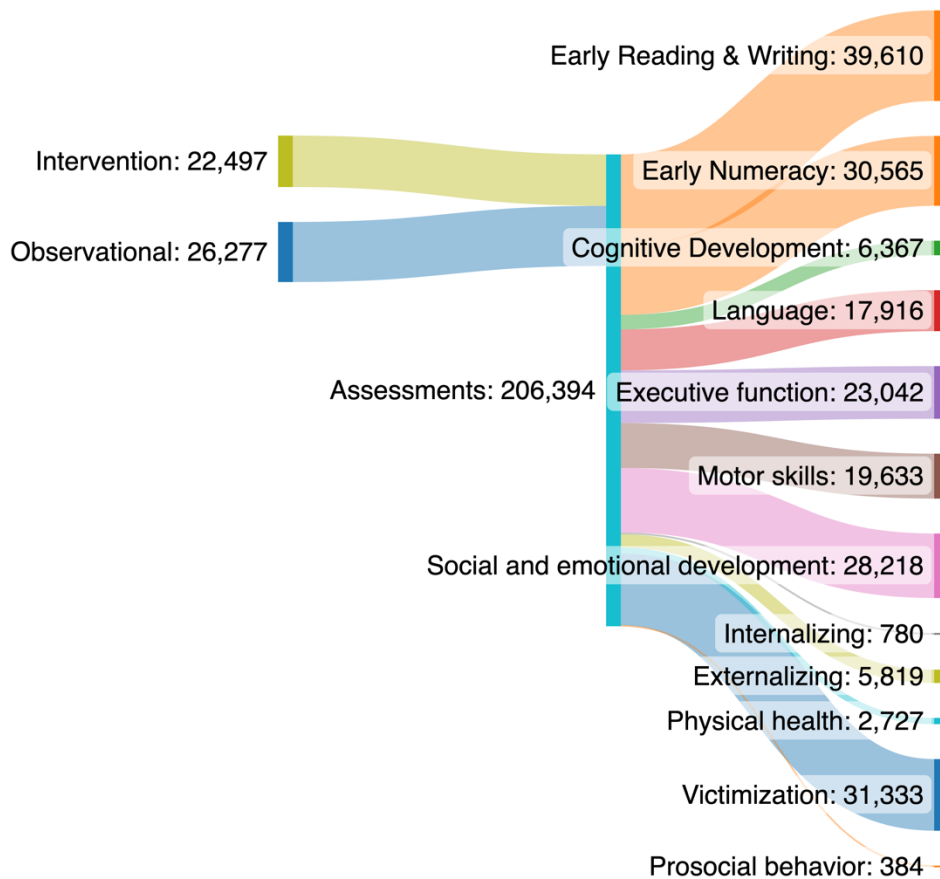 Early Reading & Writing: 39,610
Intervention: 22,497
Early Numeracy: 30,565
Observational: 26,277
Cognitive Development: 6,367
Language: 17,916
Assessments: 206,394
Executive function: 23,042
Motor skills: 19,633
Social and emotional development: 28,218
Internalizing: 780
Externalizing: 5,819
Physical health: 2,727
Victimization: 31,333
Prosocial behavior: 384